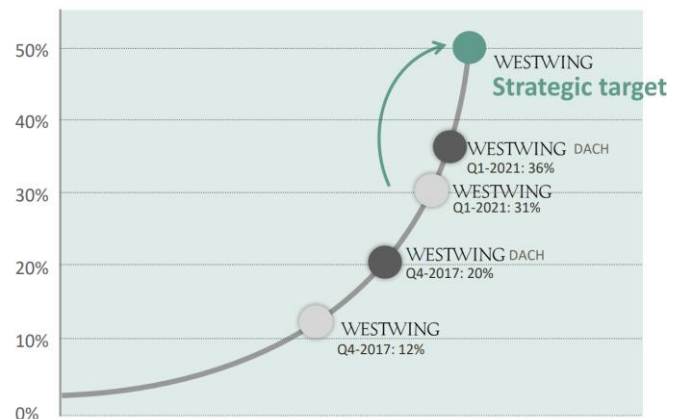 50%
WESTWING
Strategic target
40%
WESTWING DACH
Q1-2021: 36%
30%
WESTWING
Q1-2021: 31%
20%
WESTWING DACH
Q4-2017: 20%
10%
WESTWING
Q4-2017: 12%
0%